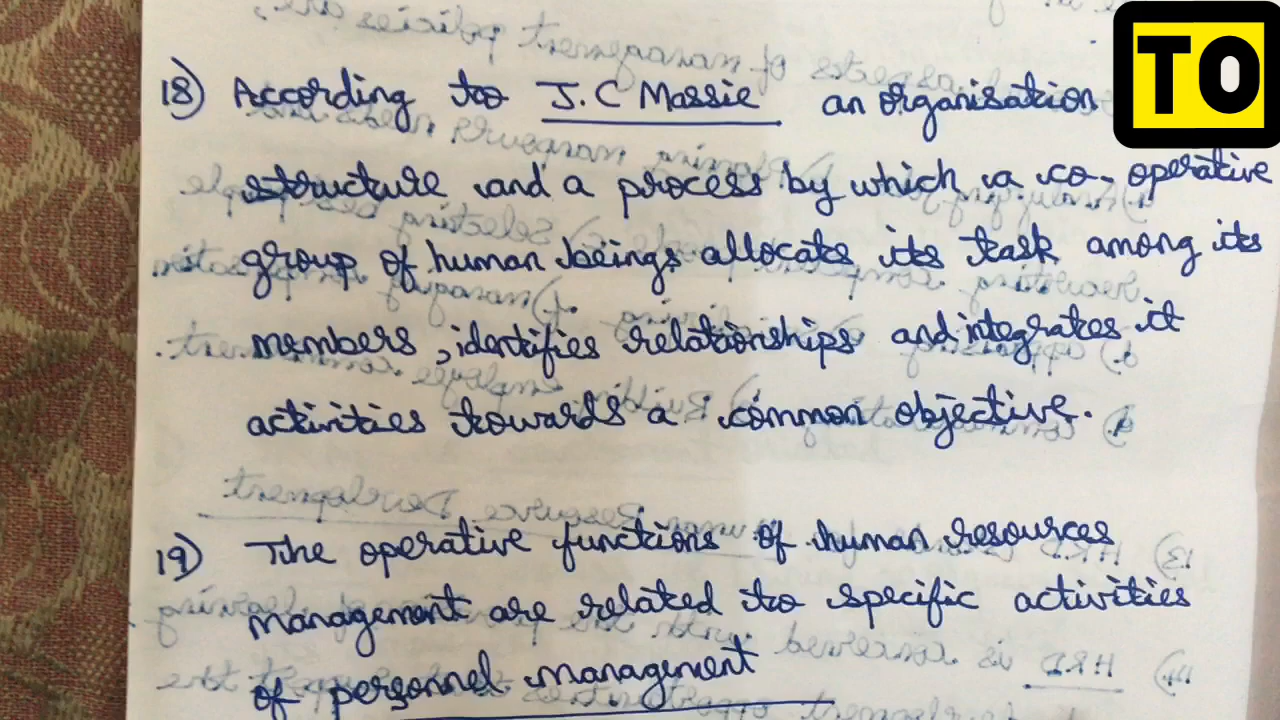 18) According to J.C Massie an organisation
TO
structure and a process by which a co-operative
group of human beings allocats its task among its
members, identifies relationships and integrates it
activities towards a common objective.
19) The operative functions of human resources
management are related to specific activities
of personnel management